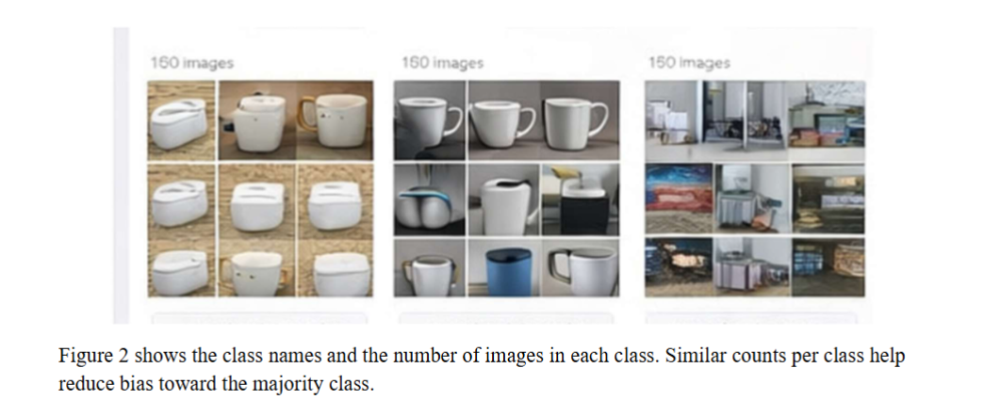 160 images
160 images
150 images
Figure 2 shows the class names and the number of images in each class. Similar counts per class help
reduce bias toward the majority class.